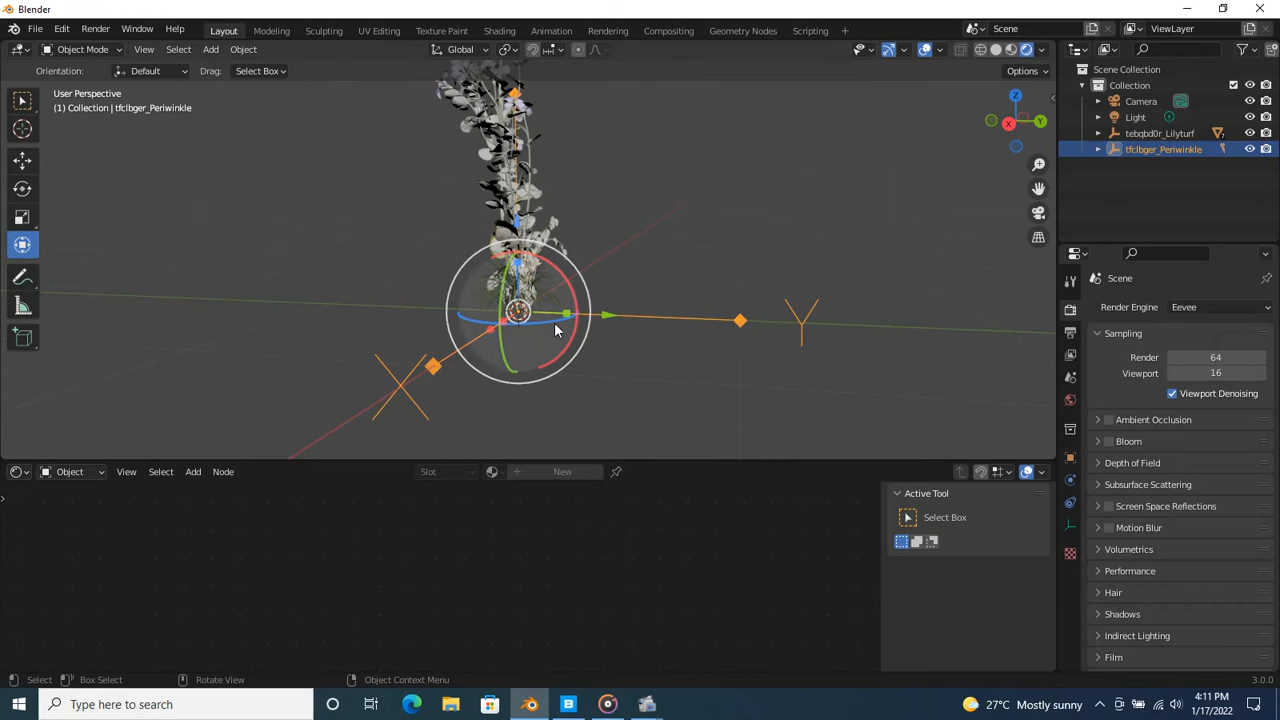 Blender
File Edit Render Window Help Layout Modeling Sculpting UV Editing Texture Paint Shading Animation Rendering Compositing Geometry Nodes Scripting Scene ViewLayer
Object Mode View Select Add Object Global
Orientation: Default Drag: Select Box Options
User Perspective
(1) Collection | tfclbger_Periwinkle
Z
X Y
Y
X
Scene Collection
Collection
Camera
Light
tebqbd0r_Lilyturf 7
tfclbger_Periwinkle
Scene
Render Engine Eevee
Sampling
Render 64
Viewport 16
Viewport Denoising
Ambient Occlusion
Bloom
Depth of Field
Subsurface Scattering
Screen Space Reflections
Motion Blur
Volumetrics
Performance
Hair
Shadows
Indirect Lighting
Film
Object View Select Add Node Slot New
Active Tool
Select Box
Select Box Select Rotate View Object Context Menu 3.0.0
Type here to search
B
27°C Mostly sunny
4:11 PM
1/17/2022